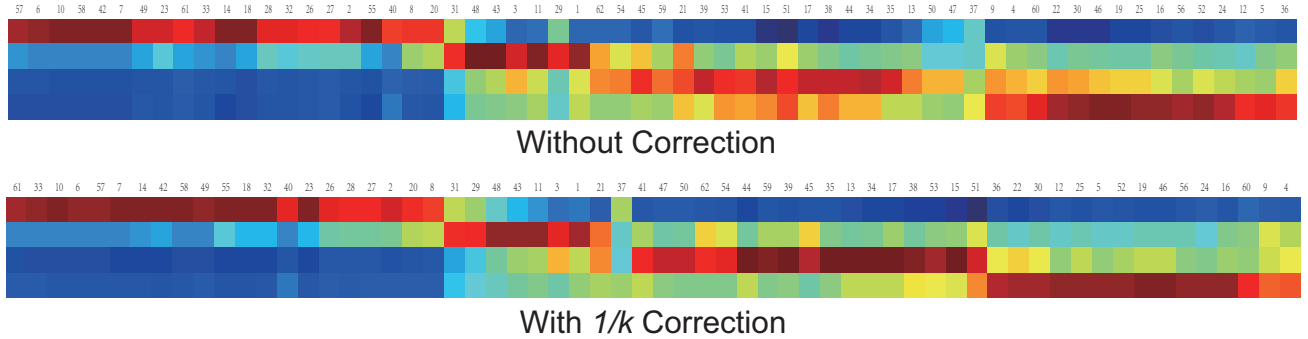 57 6 10 58 42 7 49 23 61 33 14 18 28 32 26 27 2 55 40 8 20 31 48 43 3 11 29 1 62 54 45 59 21 39 53 41 15 51 17 38 44 34 35 13 50 47 37 9 4 22 30 46 19 25 16 56 52 24 12 5 36
Without Correction
61 33 10 6 57 7 14 42 58 49 55 18 32 40 23 26 28 27 2 20 8 31 29 48 43 11 3 1 21 37 41 47 50 62 54 44 59 39 45 35 13 34 17 38 53 15 51 36 22 30 12 25 5 52 19 46 56 24 16 60 9 4
With 1/k Correction